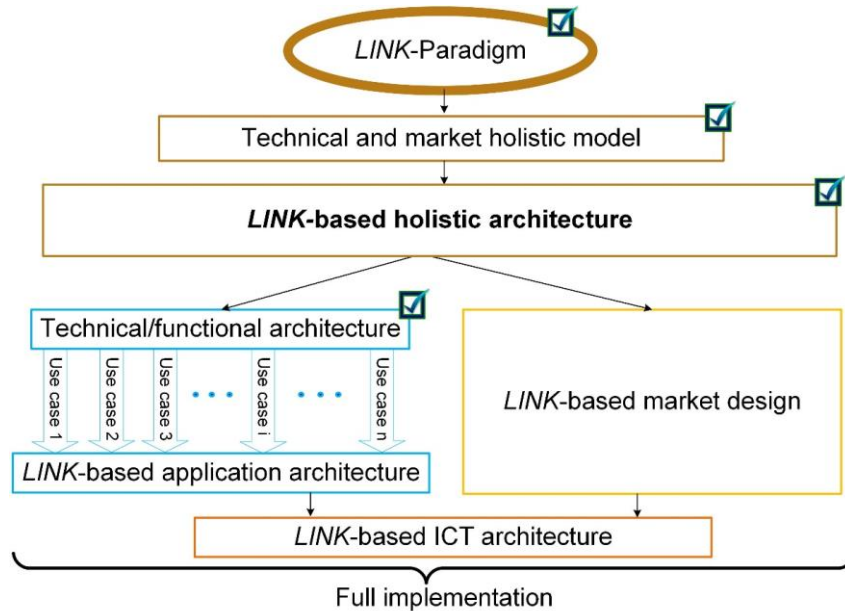 LINK-Paradigm
Technical and market holistic model
LINK-based holistic architecture
Technical/functional architecture
Use case 1
Use case 2
Use case 3
Use case i
Use case n
LINK-based market design
LINK-based application architecture
LINK-based ICT architecture
Full implementation